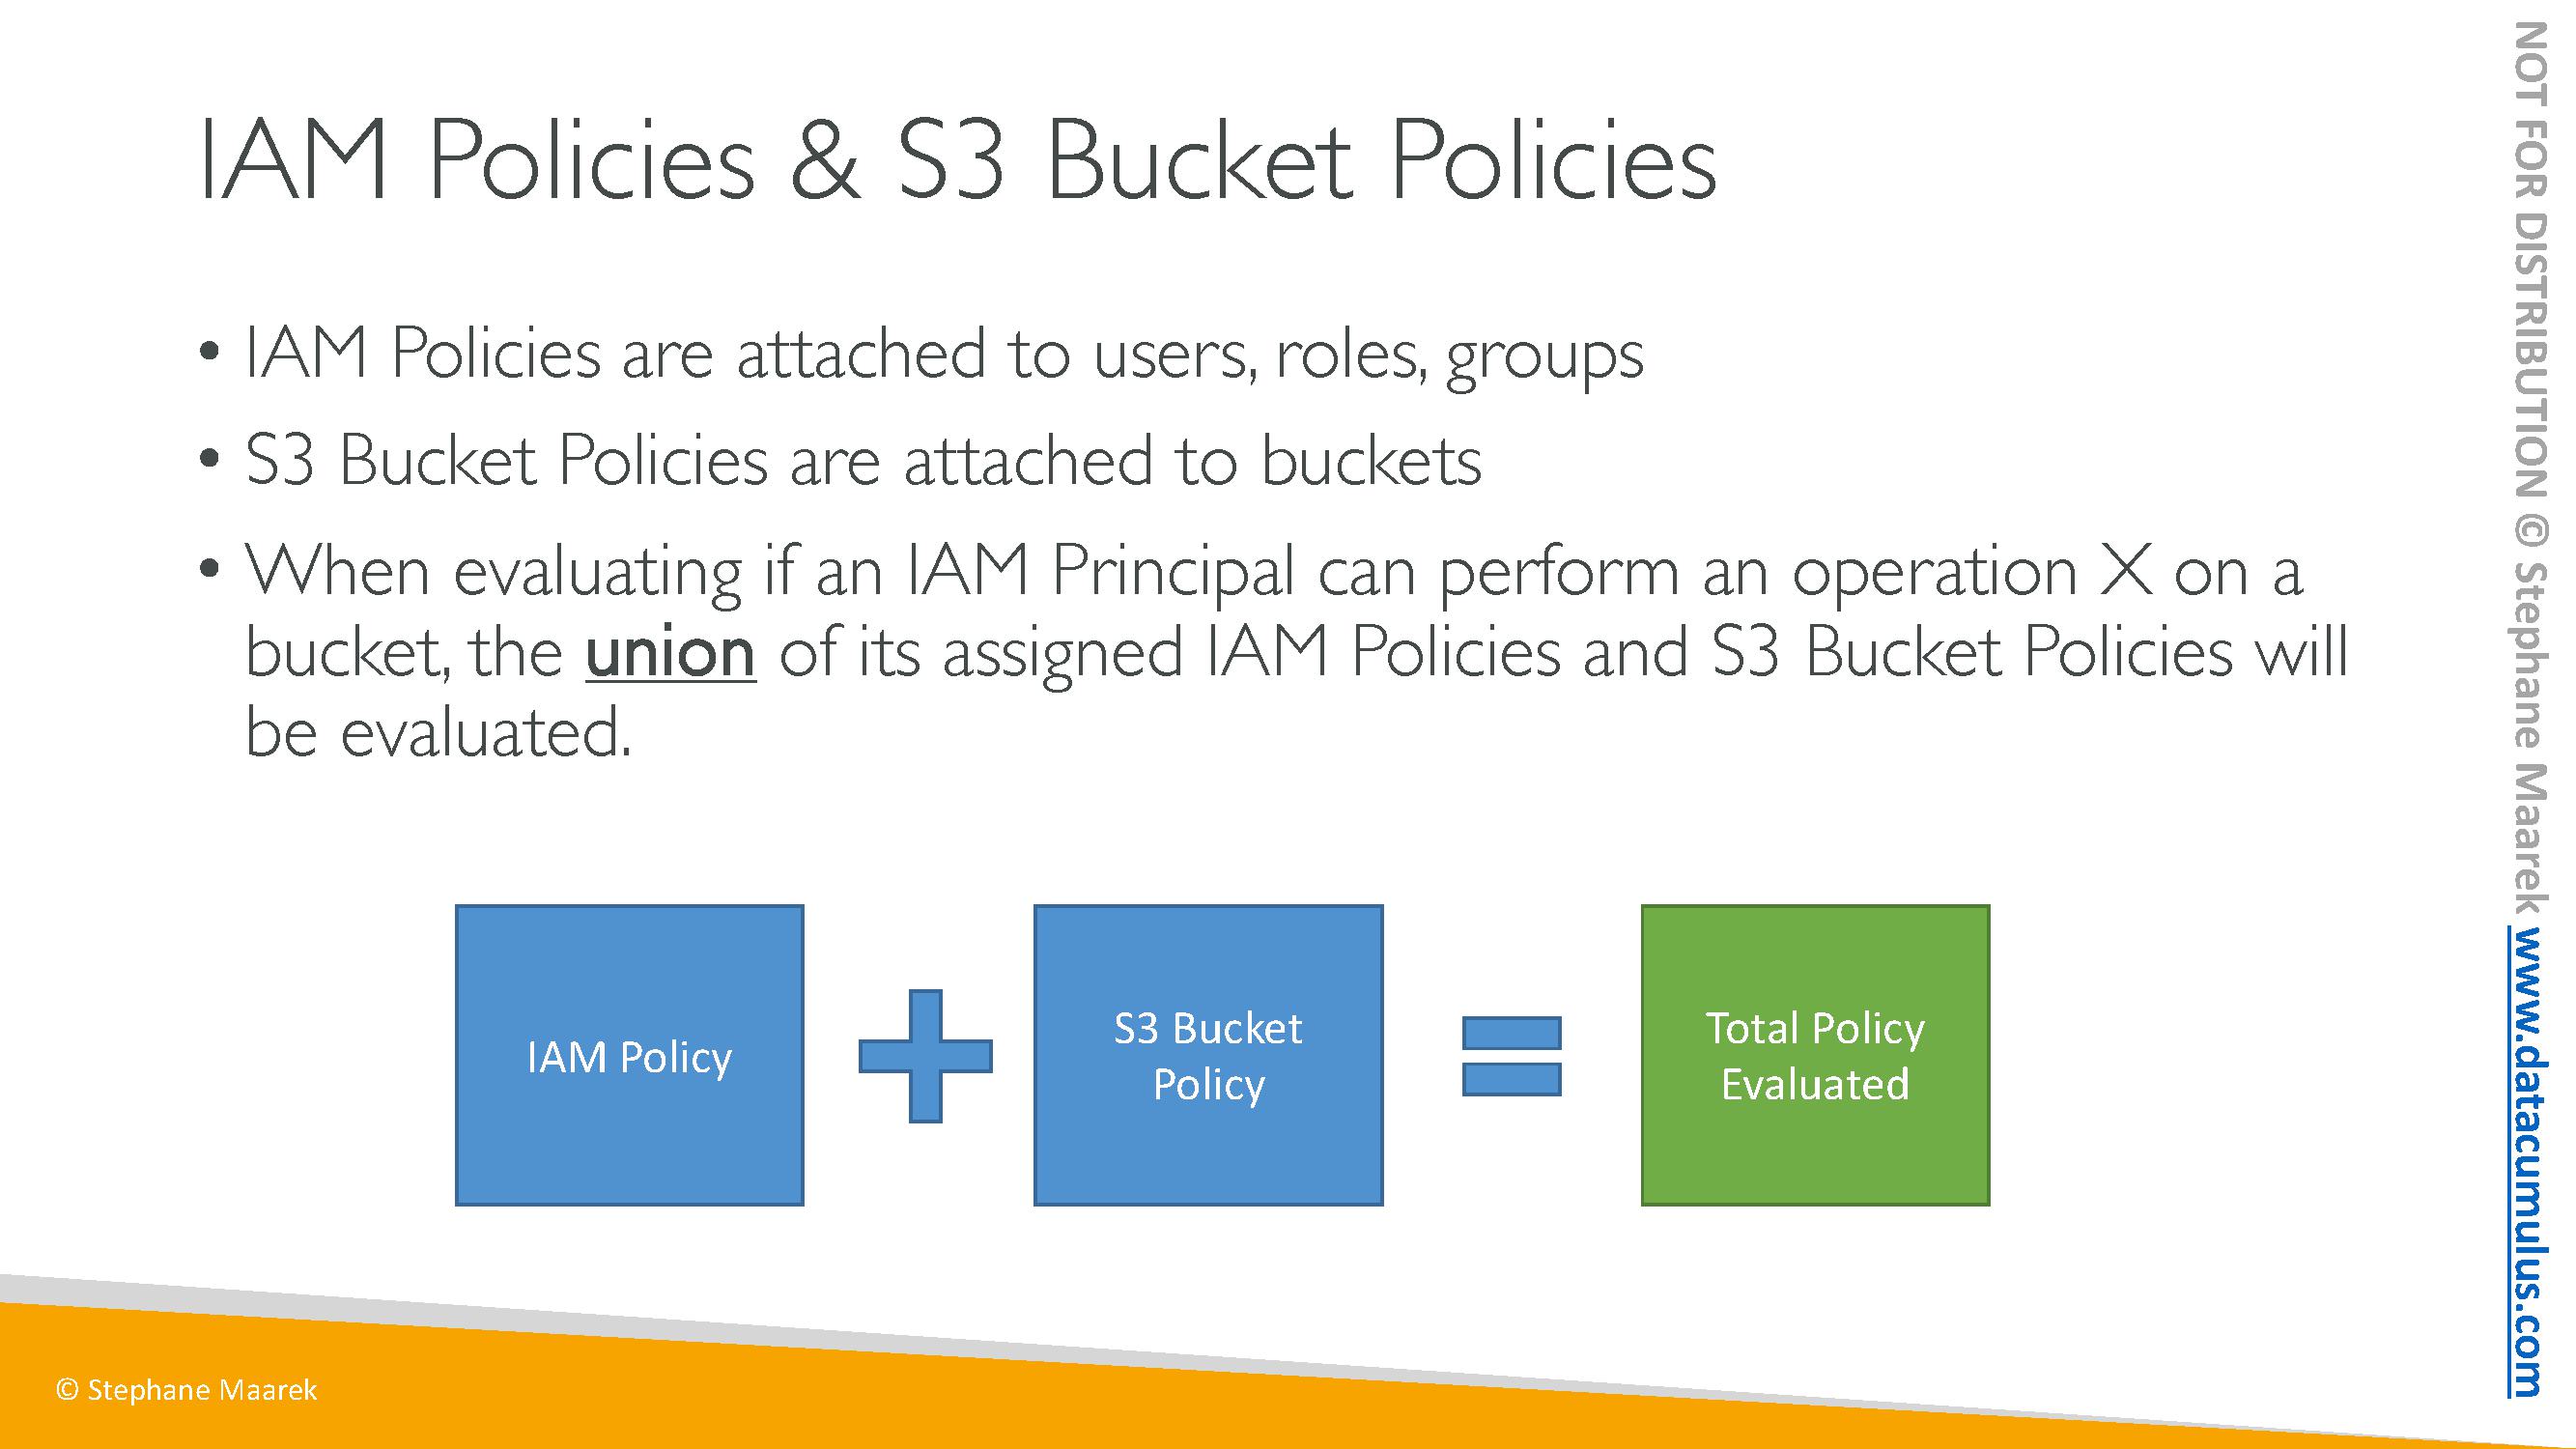 IAM Policies & S3 Bucket Policies
• IAM Policies are attached to users, roles, groups
• S3 Bucket Policies are attached to buckets
• When evaluating if an IAM Principal can perform an operation X on a
bucket, the union of its assigned IAM Policies and S3 Bucket Policies will
be evaluated.
IAM Policy
S3 Bucket
Policy
Total Policy
Evaluated
© Stephane Maarek
NOT FOR DISTRIBUTION © Stephane Maarek www.datacumulus.com